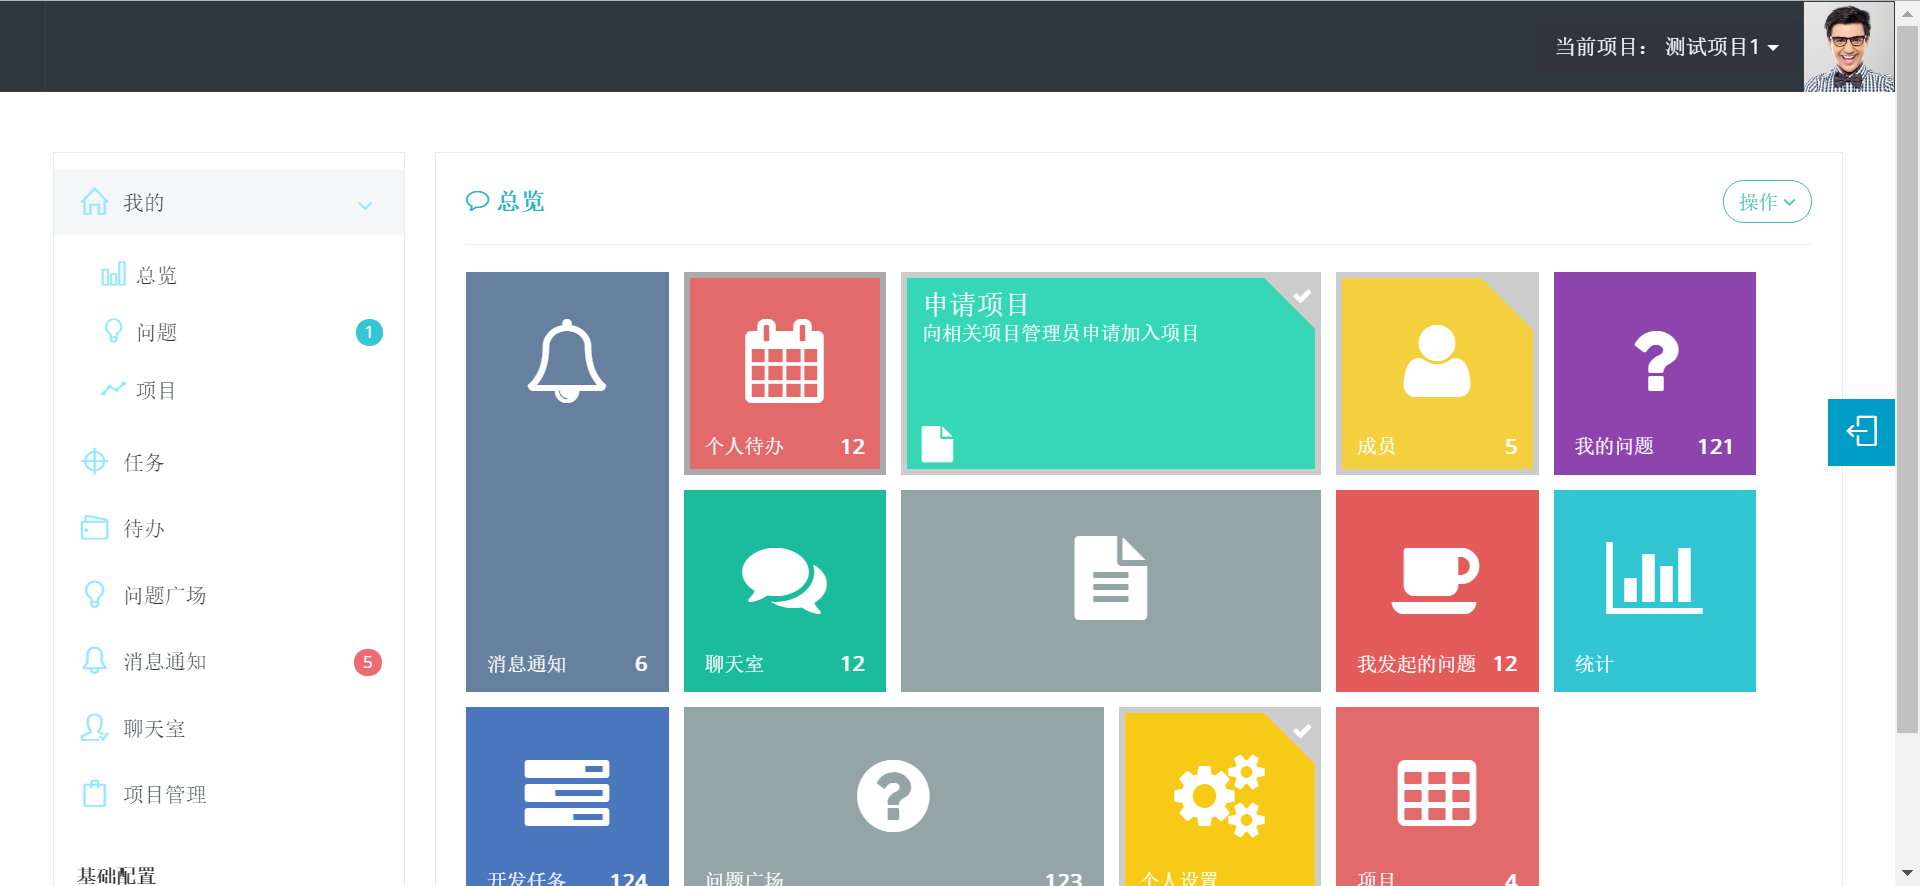 当前项目： 测试项目1
我的
总览
问题 1
项目
任务
待办
问题广场
消息通知 5
聊天室
项目管理
基础配置
总览
操作
消息通知 6
个人待办 12
申请项目
向相关项目管理员申请加入项目
成员 5
我的问题 121
聊天室 12
我发起的问题 12
统计
开发任务 124
问题广场 123
个人设置
项目 4